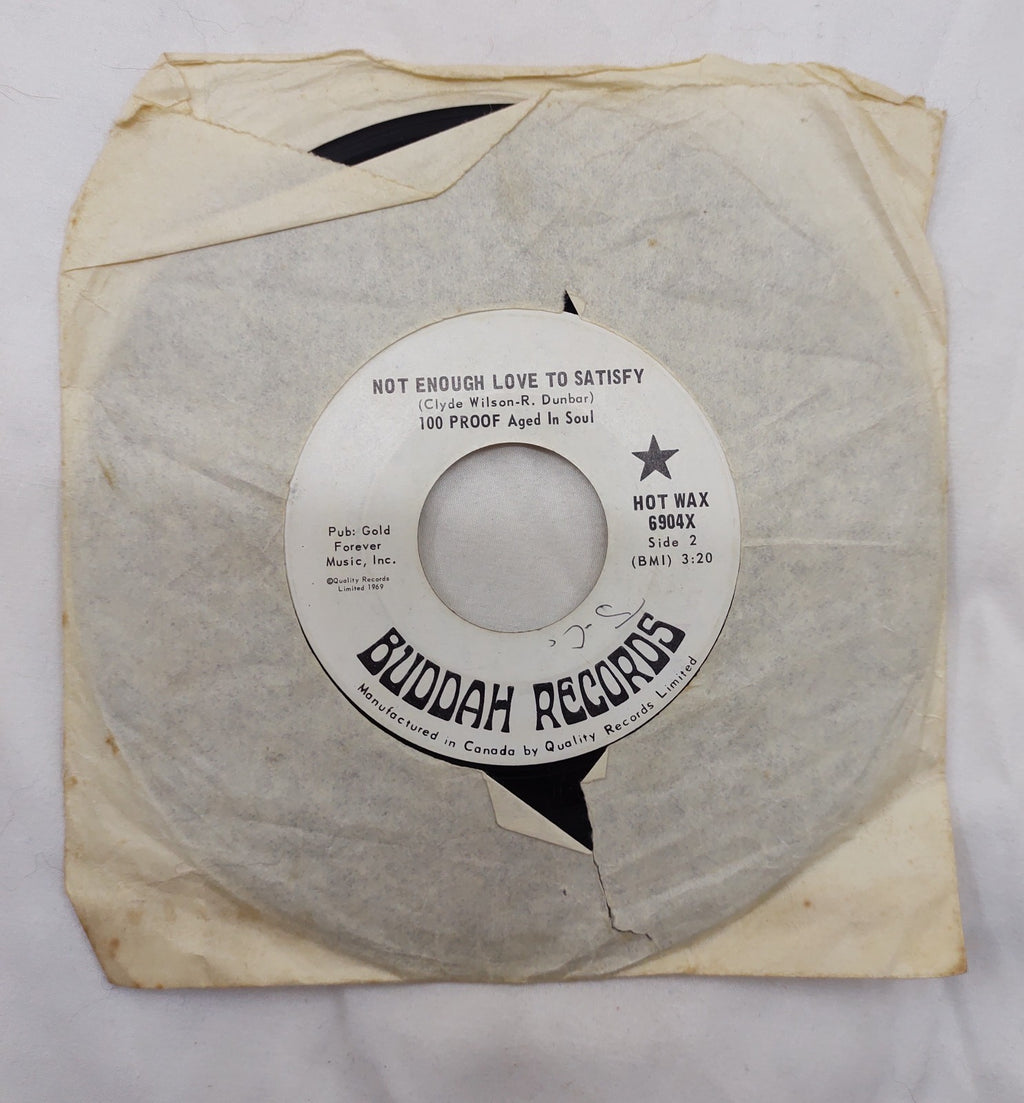 NOT ENOUGH LOVE TO SATISFY
(Clyde Wilson-R. Dunbar)
100 PROOF Aged In Soul
HOT WAX
6904X
Side 2
(BMI) 3:20
Pub: Gold
Forever
Music, Inc.
©Quality Records
Limited 1969
BUDDAH RECORDS
Manufactured in Canada by Quality Records Limited